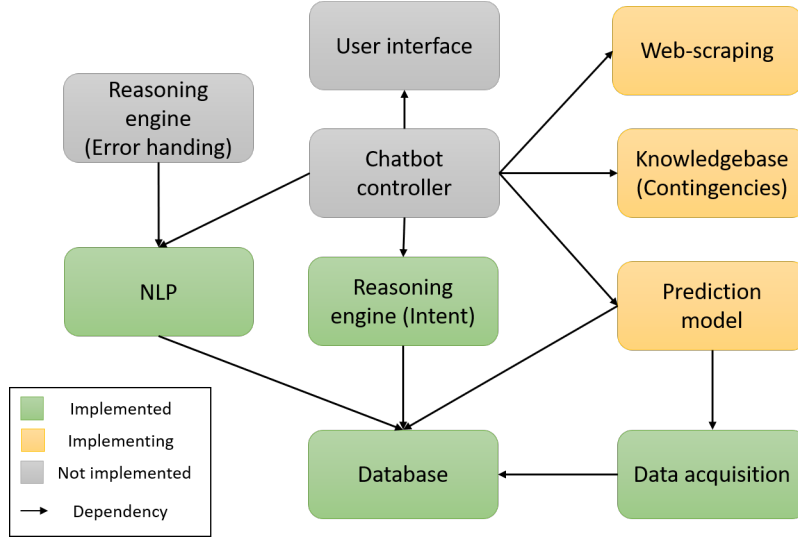 User interface
Web-scraping
Reasoning
engine
(Error handing)
Chatbot
controller
Knowledgebase
(Contingencies)
NLP
Reasoning
engine (Intent)
Prediction
model
Implemented
Implementing
Not implemented
Dependency
Database
Data acquisition